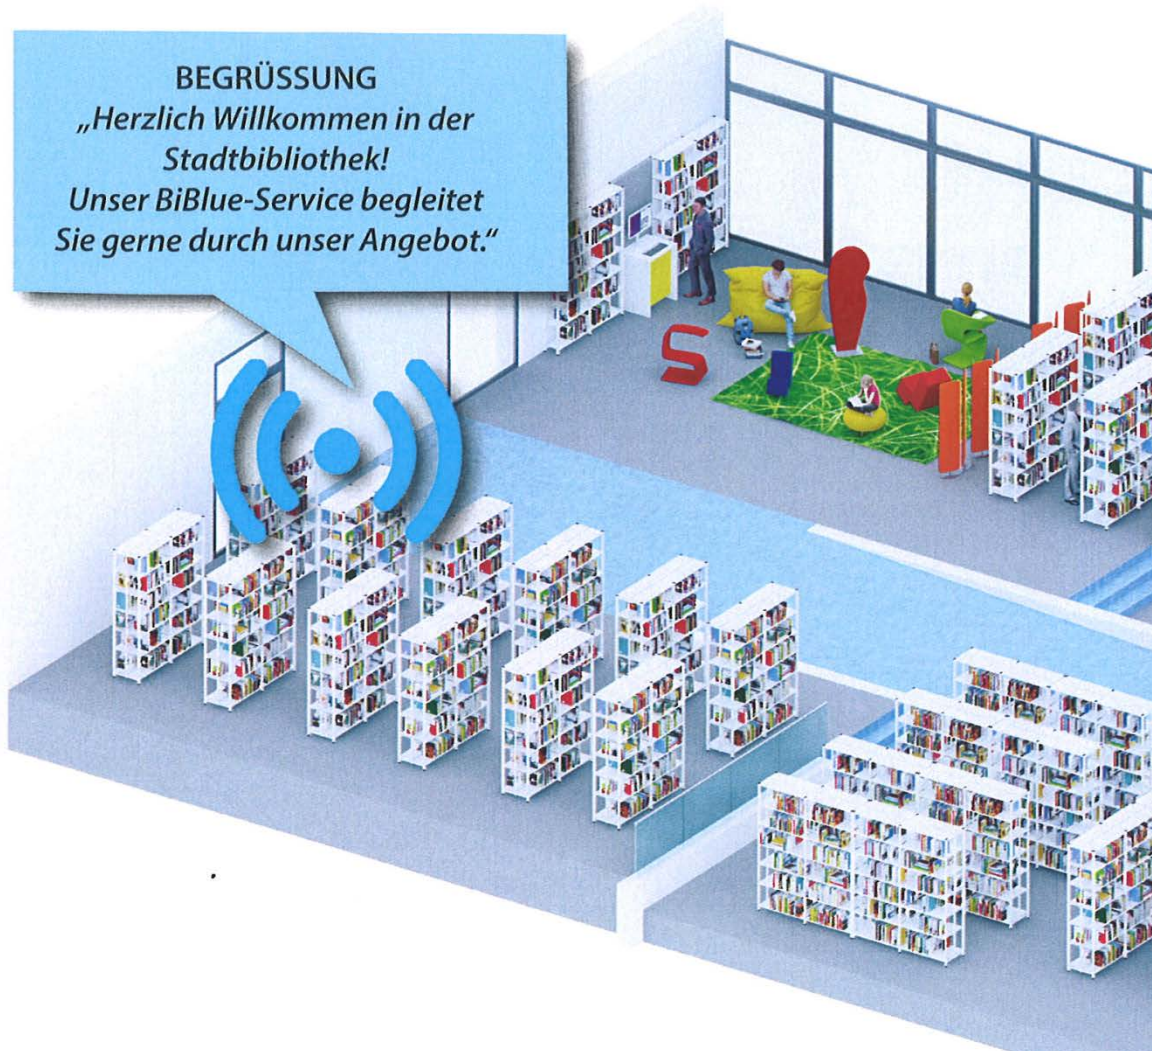 BEGRÜSSUNG
„Herzlich Willkommen in der
Stadtbibliothek!
Unser BiBlue-Service begleitet
Sie gerne durch unser Angebot.“